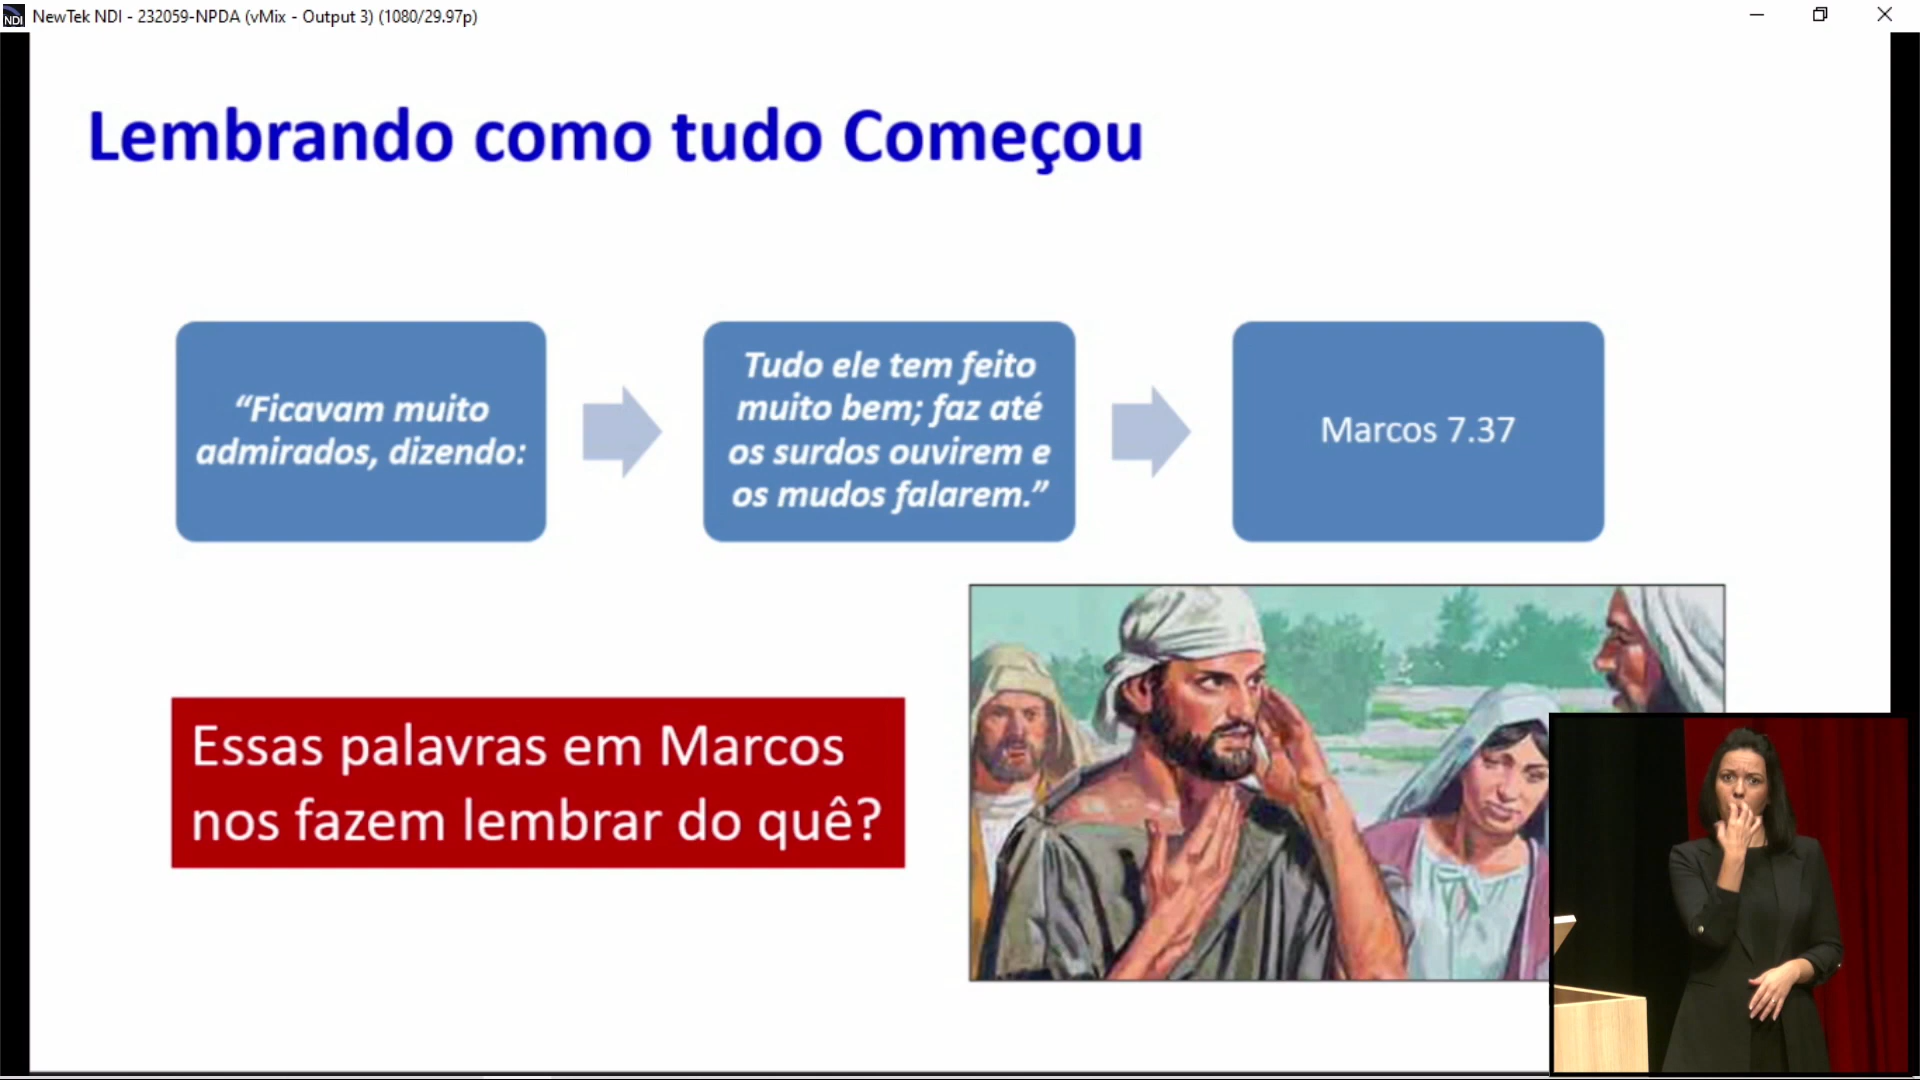 NDI NewTek NDI - 232059-NPDA (vMix - Output 3) (1080/29.97p)
Lembrando como tudo Começou
“Ficavam muito
admirados, dizendo:
Tudo ele tem feito
muito bem; faz até
os surdos ouvirem e
os mudos falarem.”
Marcos 7.37
Essas palavras em Marcos
nos fazem lembrar do quê?